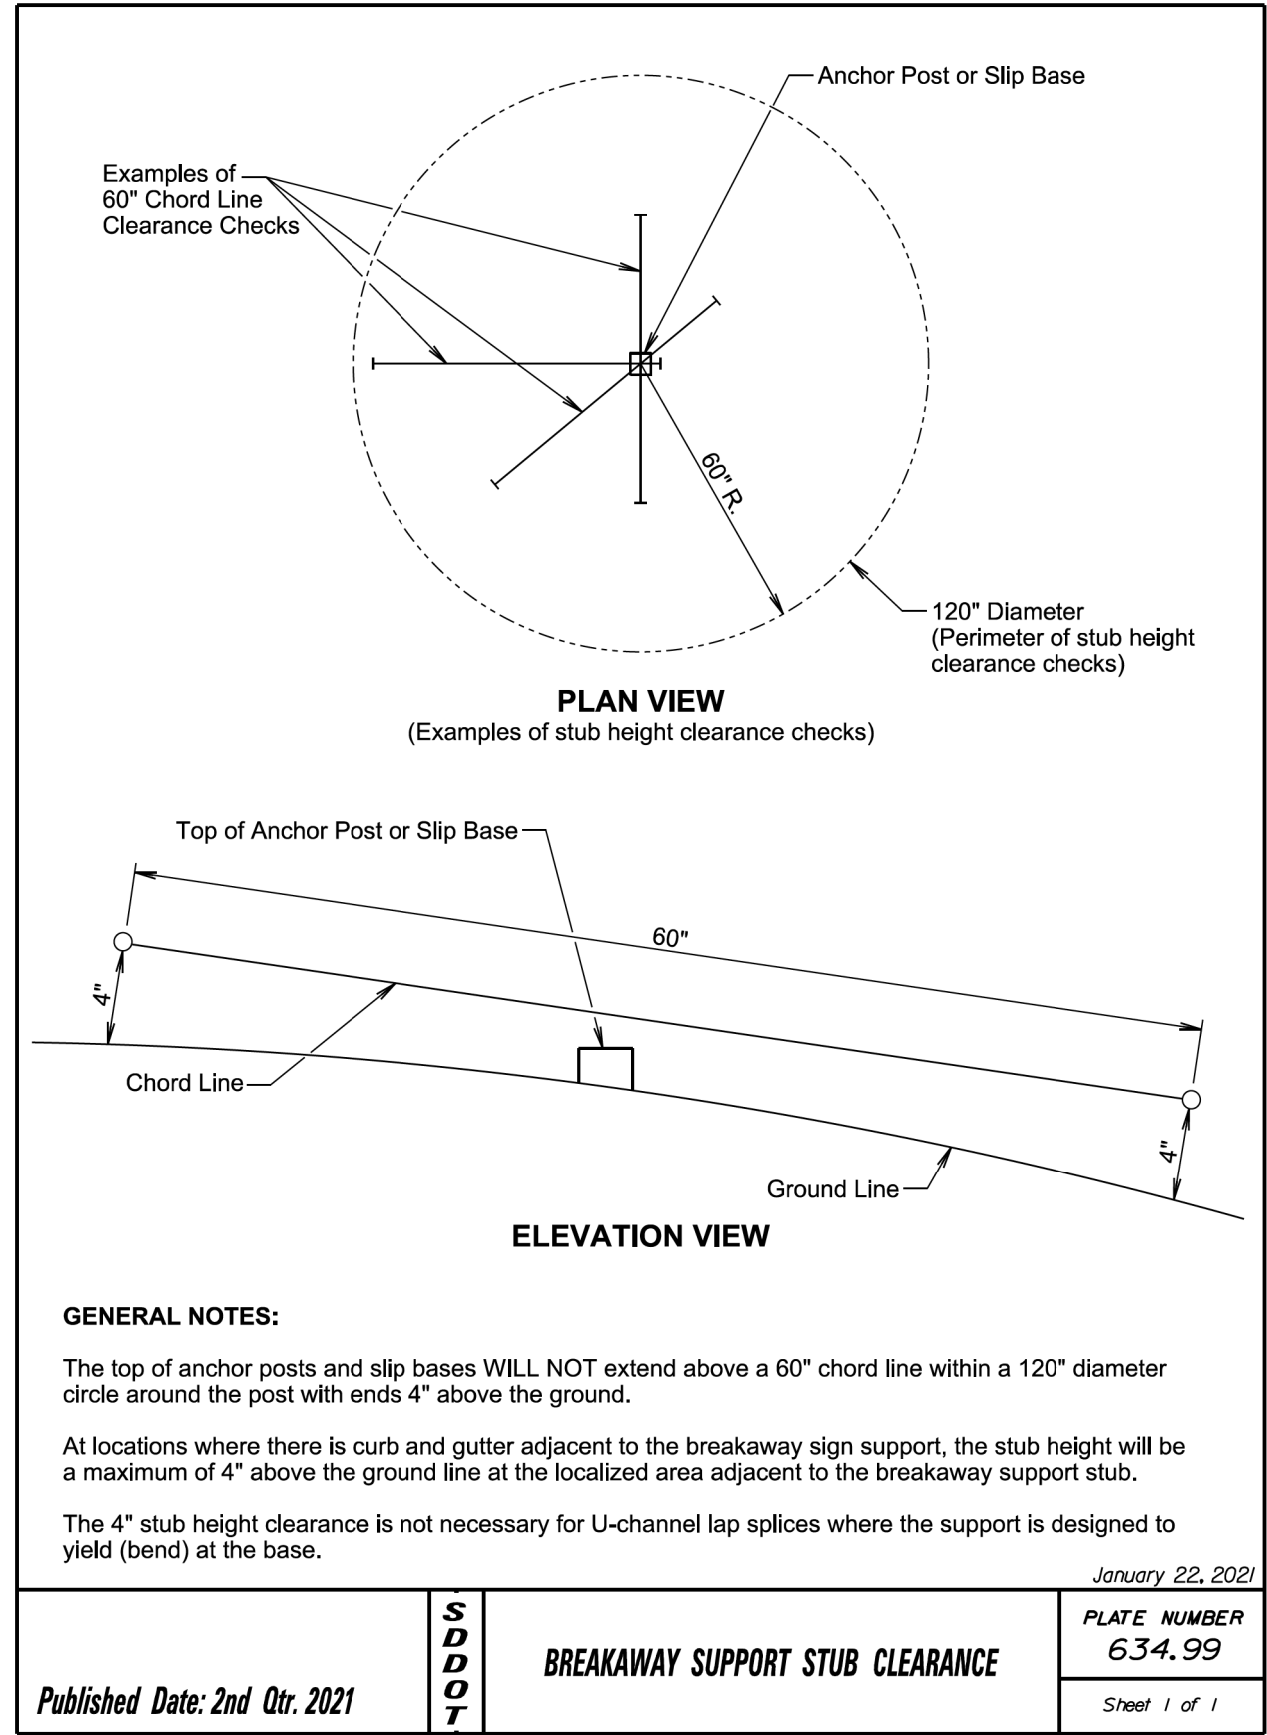 Anchor Post or Slip Base
Examples of
60" Chord Line
Clearance Checks
60" R.
120" Diameter
(Perimeter of stub height
clearance checks)
PLAN VIEW
(Examples of stub height clearance checks)
Top of Anchor Post or Slip Base
60"
4"
Chord Line
4"
Ground Line
ELEVATION VIEW
GENERAL NOTES:
The top of anchor posts and slip bases WILL NOT extend above a 60" chord line within a 120" diameter
circle around the post with ends 4" above the ground.
At locations where there is curb and gutter adjacent to the breakaway sign support, the stub height will be
a maximum of 4" above the ground line at the localized area adjacent to the breakaway support stub.
The 4" stub height clearance is not necessary for U-channel lap splices where the support is designed to
yield (bend) at the base.
January 22, 2021
Published Date: 2nd Qtr. 2021
SDDOT
BREAKAWAY SUPPORT STUB CLEARANCE
PLATE NUMBER
634.99
Sheet 1 of 1